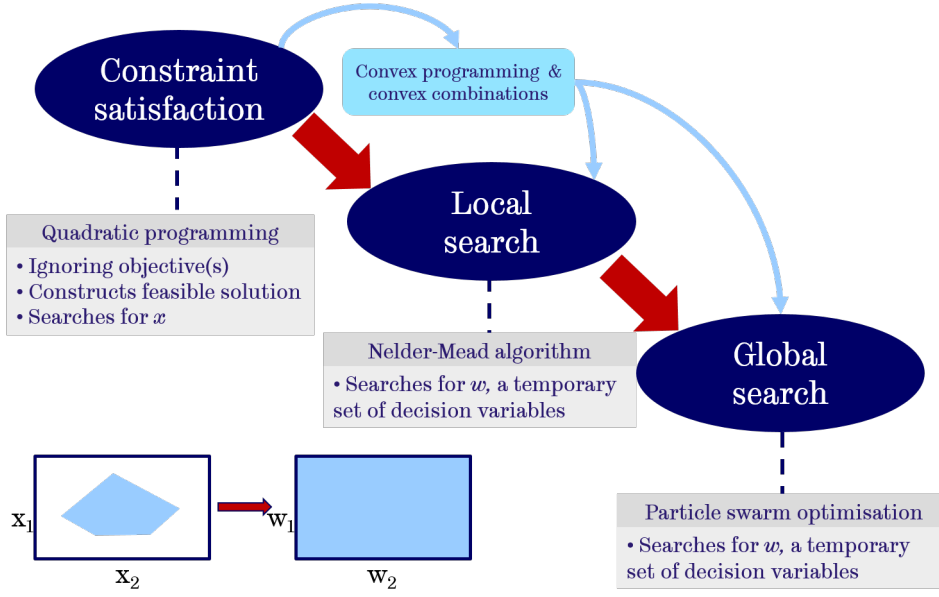 Constraint
satisfaction
Convex programming &
convex combinations
Local
search
Quadratic programming
• Ignoring objective(s)
• Constructs feasible solution
• Searches for x
Global
search
Nelder-Mead algorithm
• Searches for w, a temporary
set of decision variables
Particle swarm optimisation
• Searches for w, a temporary
set of decision variables
x₁
x₂
w₁
w₂